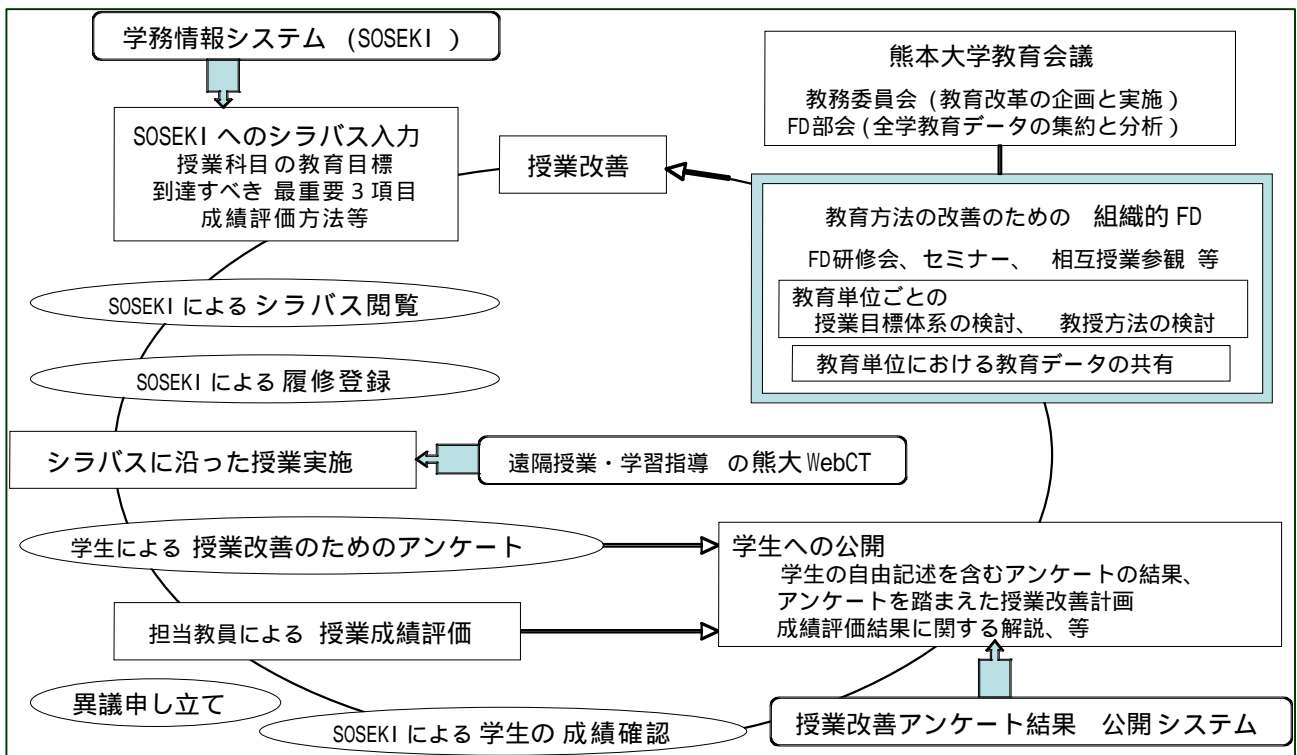 学務情報システム (SOSEKI )
熊本大学教育会議
教務委員会 (教育改革の企画と実施)
FD部会 (全学教育データの集約と分析)
SOSEKI へのシラバス入力
授業科目の教育目標
到達すべき 最重要3項目
成績評価方法等
授業改善
教育方法の改善のための 組織的 FD
FD研修会、セミナー、 相互授業参観 等
教育単位ごとの
授業目標体系の検討、 教授方法の検討
教育単位における教育データの共有
SOSEKI による シラバス閲覧
SOSEKI による 履修登録
シラバスに沿った授業実施
遠隔授業・学習指導 の熊大 WebCT
学生による 授業改善のためのアンケート
学生への公開
学生の自由記述を含むアンケートの結果、
アンケートを踏まえた授業改善計画
成績評価結果に関する解説、等
担当教員による 授業成績評価
異議申し立て
SOSEKI による 学生の 成績確認
授業改善アンケート結果 公開 システム